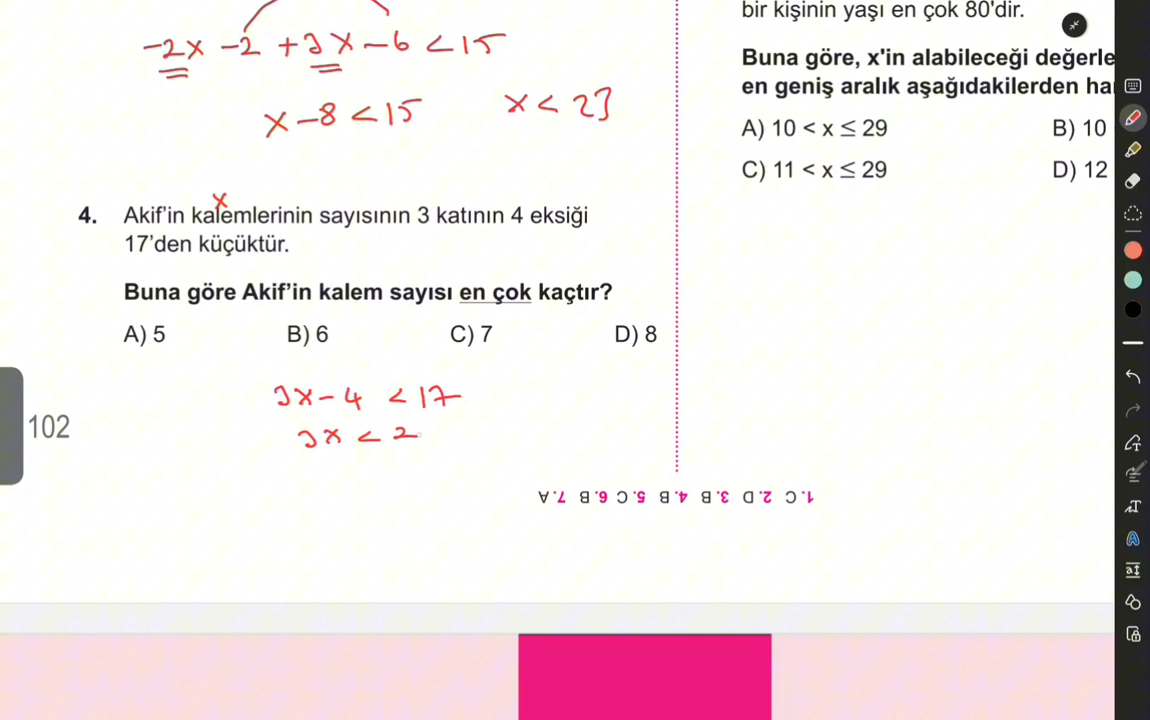 -2x -2 +3x -6 < 15
x -8 < 15 x < 23
4. Akif'in kalemlerinin sayısının 3 katının 4 eksiği
x
17'den küçüktür.
Buna göre Akif'in kalem sayısı en çok kaçtır?
A) 5 B) 6 C) 7 D) 8
3x - 4 < 17
3x < 2
102
bir kişinin yaşı en çok 80'dir.
Buna göre, x'in alabileceği değerle
en geniş aralık aşağıdakilerden ha
A) 10 < x ≤ 29 B) 10
C) 11 < x ≤ 29 D) 12
1. C 2. D 3. B 4. B 5. C 6. B 7. A